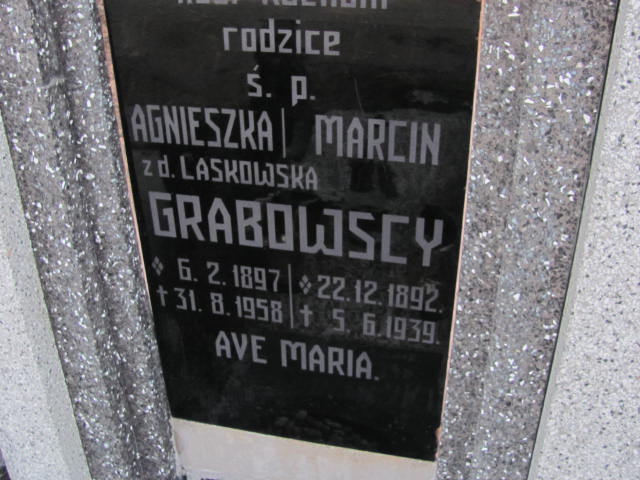 rodzice
ś. p.
AGNIESZKA | MARCIN
z d. LASKOWSKA
GRABOWSCY
* 6. 2. 1897 | * 22. 12. 1892.
† 31. 8. 1958 | † 5. 6. 1939.
AVE MARIA.